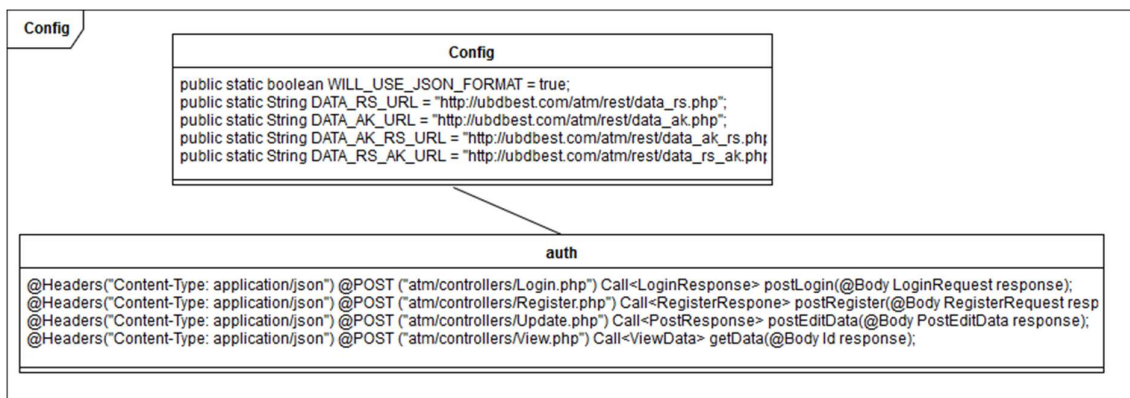 Config
Config
public static boolean WILL_USE_JSON_FORMAT = true;
public static String DATA_RS_URL = "http://ubdbest.com/atm/rest/data_rs.php";
public static String DATA_AK_URL = "http://ubdbest.com/atm/rest/data_ak.php";
public static String DATA_AK_RS_URL = "http://ubdbest.com/atm/rest/data_ak_rs.php
public static String DATA_RS_AK_URL = "http://ubdbest.com/atm/rest/data_rs_ak.php
auth
@Headers("Content-Type: application/json") @POST ("atm/controllers/Login.php") Call<LoginResponse> postLogin(@Body LoginRequest response);
@Headers("Content-Type: application/json") @POST ("atm/controllers/Register.php") Call<RegisterRespone> postRegister(@Body RegisterRequest resp
@Headers("Content-Type: application/json") @POST ("atm/controllers/Update.php") Call<PostResponse> postEditData(@Body PostEditData response);
@Headers("Content-Type: application/json") @POST ("atm/controllers/View.php") Call<ViewData> getData(@Body Id response);